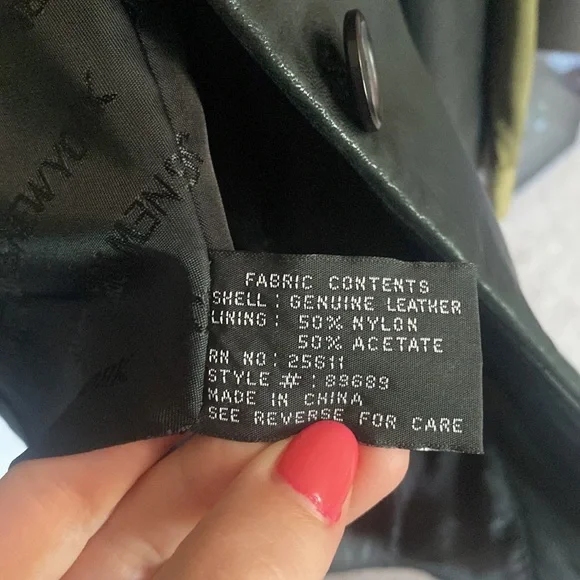 FABRIC CONTENTS
SHELL: GENUINE LEATHER
LINING: 50% NYLON
50% ACETATE
RN NO: 25611
STYLE #: 89689
MADE IN CHINA
SEE REVERSE FOR CARE
NEW